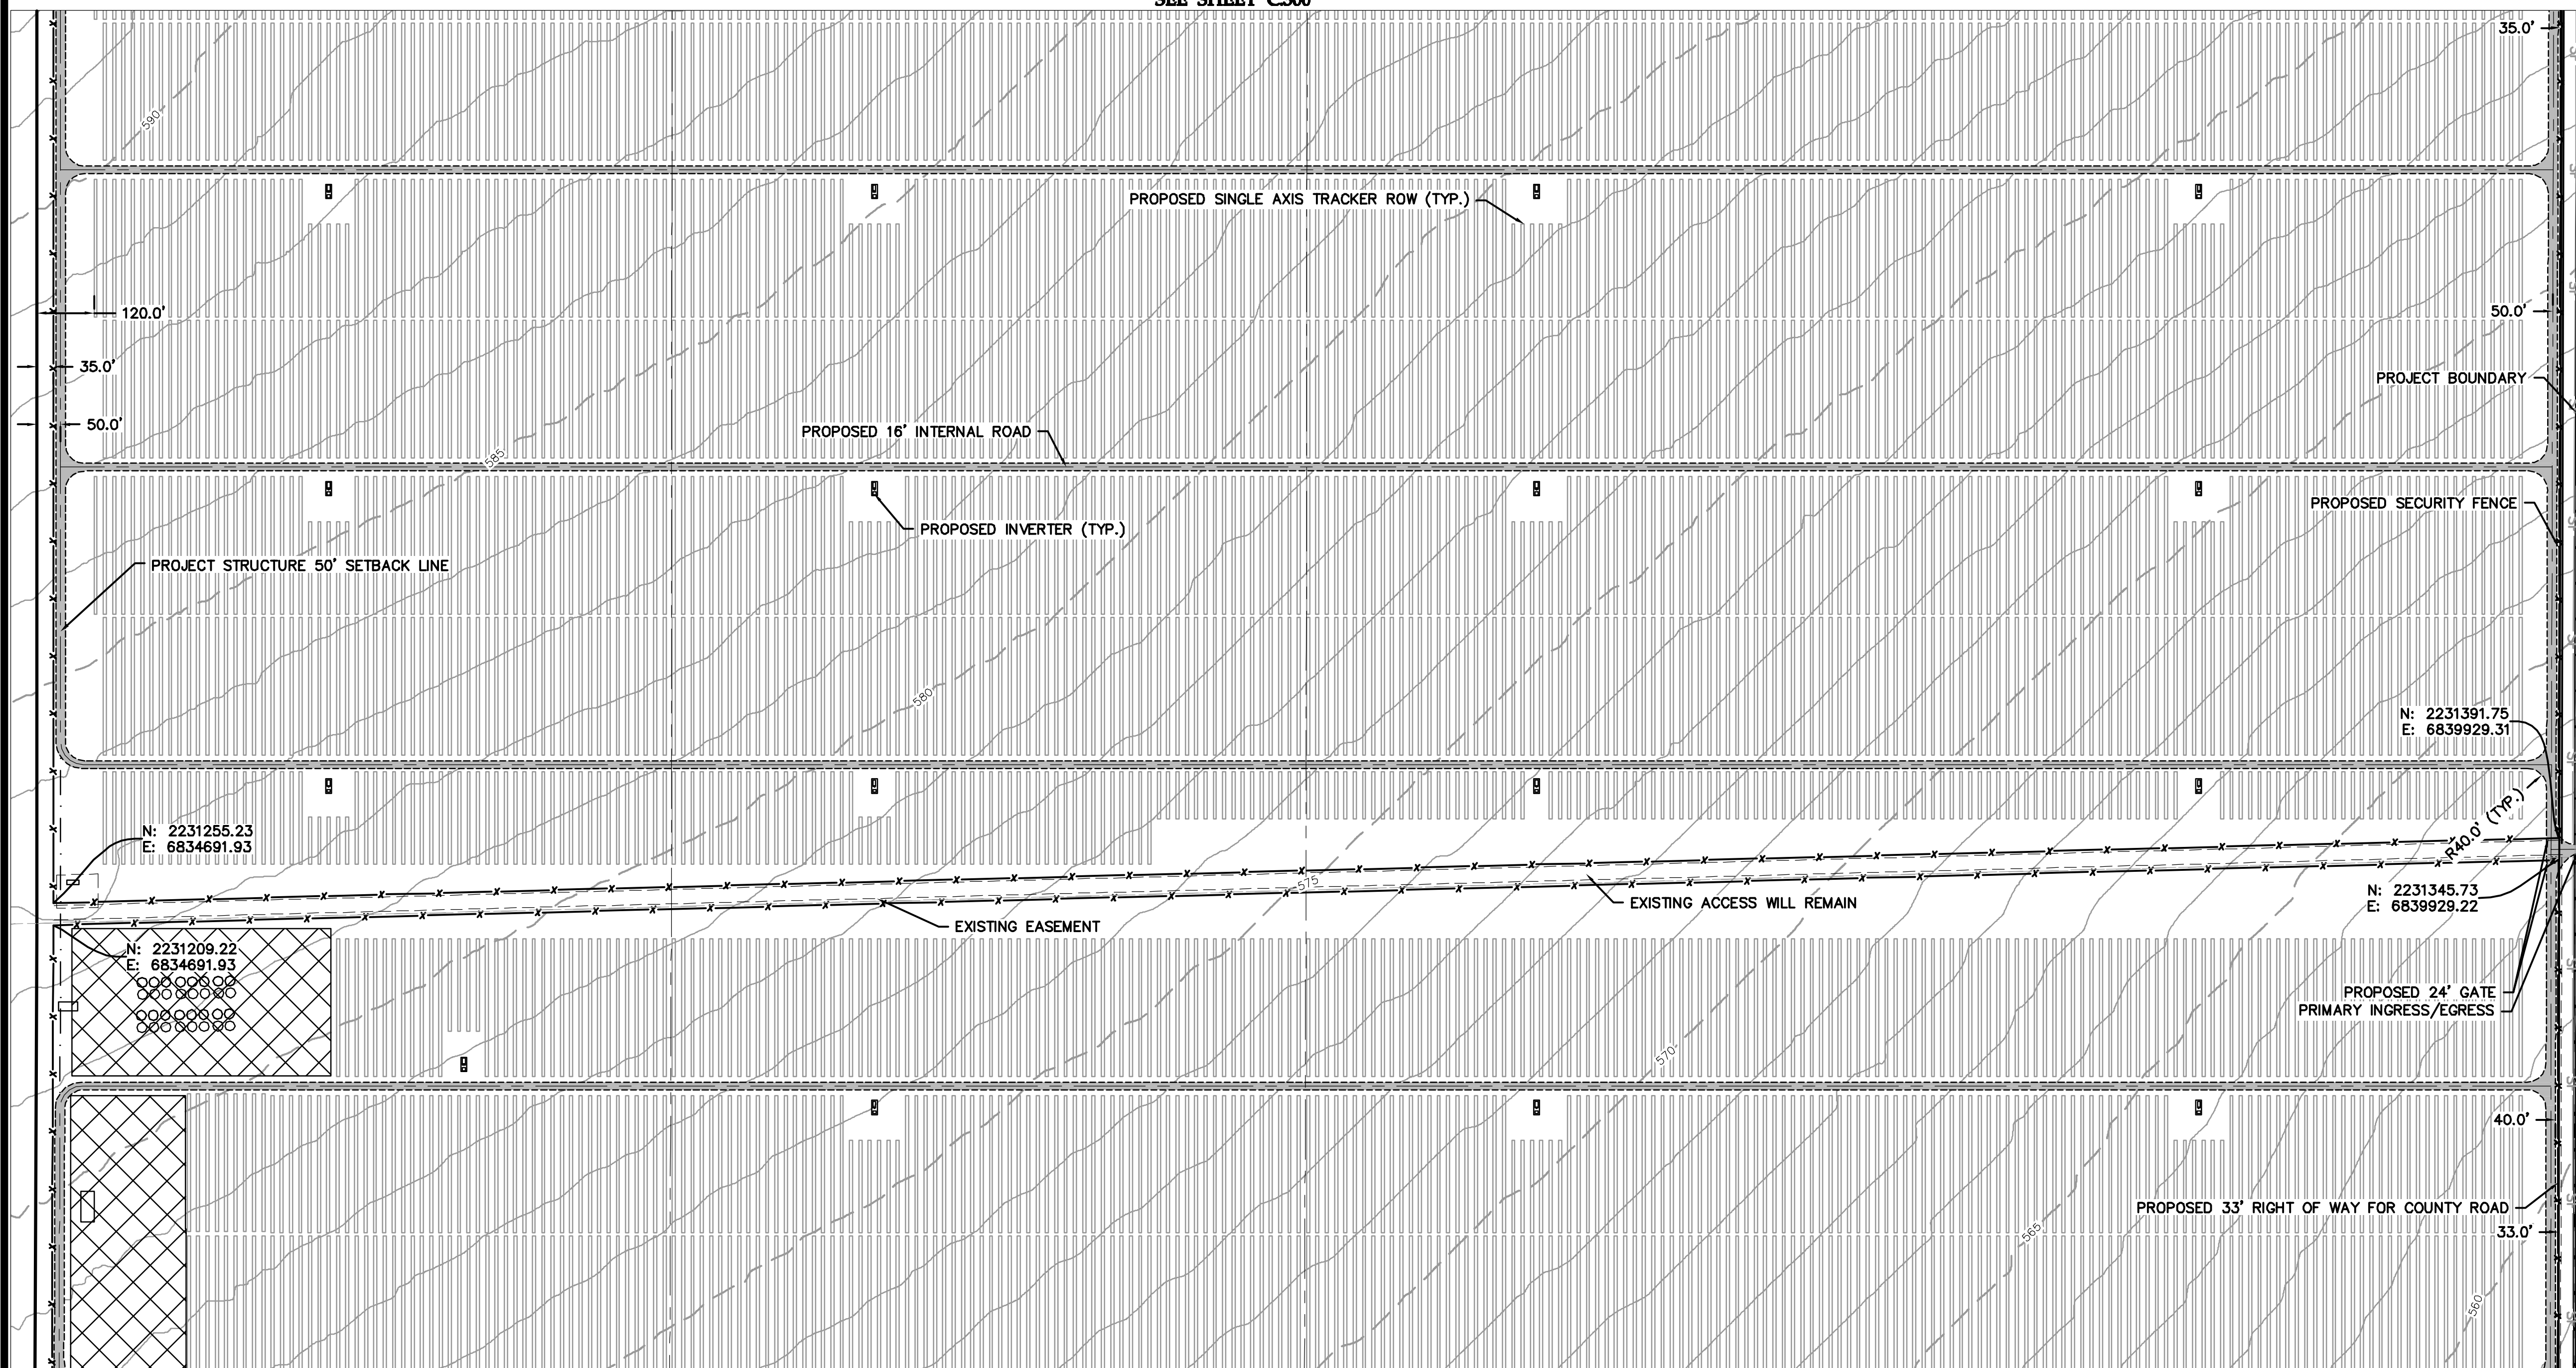 SEE SHEET C.300
35.0'
590
PROPOSED SINGLE AXIS TRACKER ROW (TYP.)
120.0'
50.0'
35.0'
PROJECT BOUNDARY
50.0'
PROPOSED 16' INTERNAL ROAD
585
PROPOSED SECURITY FENCE
PROPOSED INVERTER (TYP.)
PROJECT STRUCTURE 50' SETBACK LINE
580
N: 2231391.75
E: 6839929.31
R40.0' (TYP.)
N: 2231255.23
E: 6834691.93
575
EXISTING ACCESS WILL REMAIN
N: 2231345.73
E: 6839929.22
EXISTING EASEMENT
N: 2231209.22
E: 6834691.93
PROPOSED 24' GATE
PRIMARY INGRESS/EGRESS
570
40.0'
PROPOSED 33' RIGHT OF WAY FOR COUNTY ROAD
565
33.0'
560